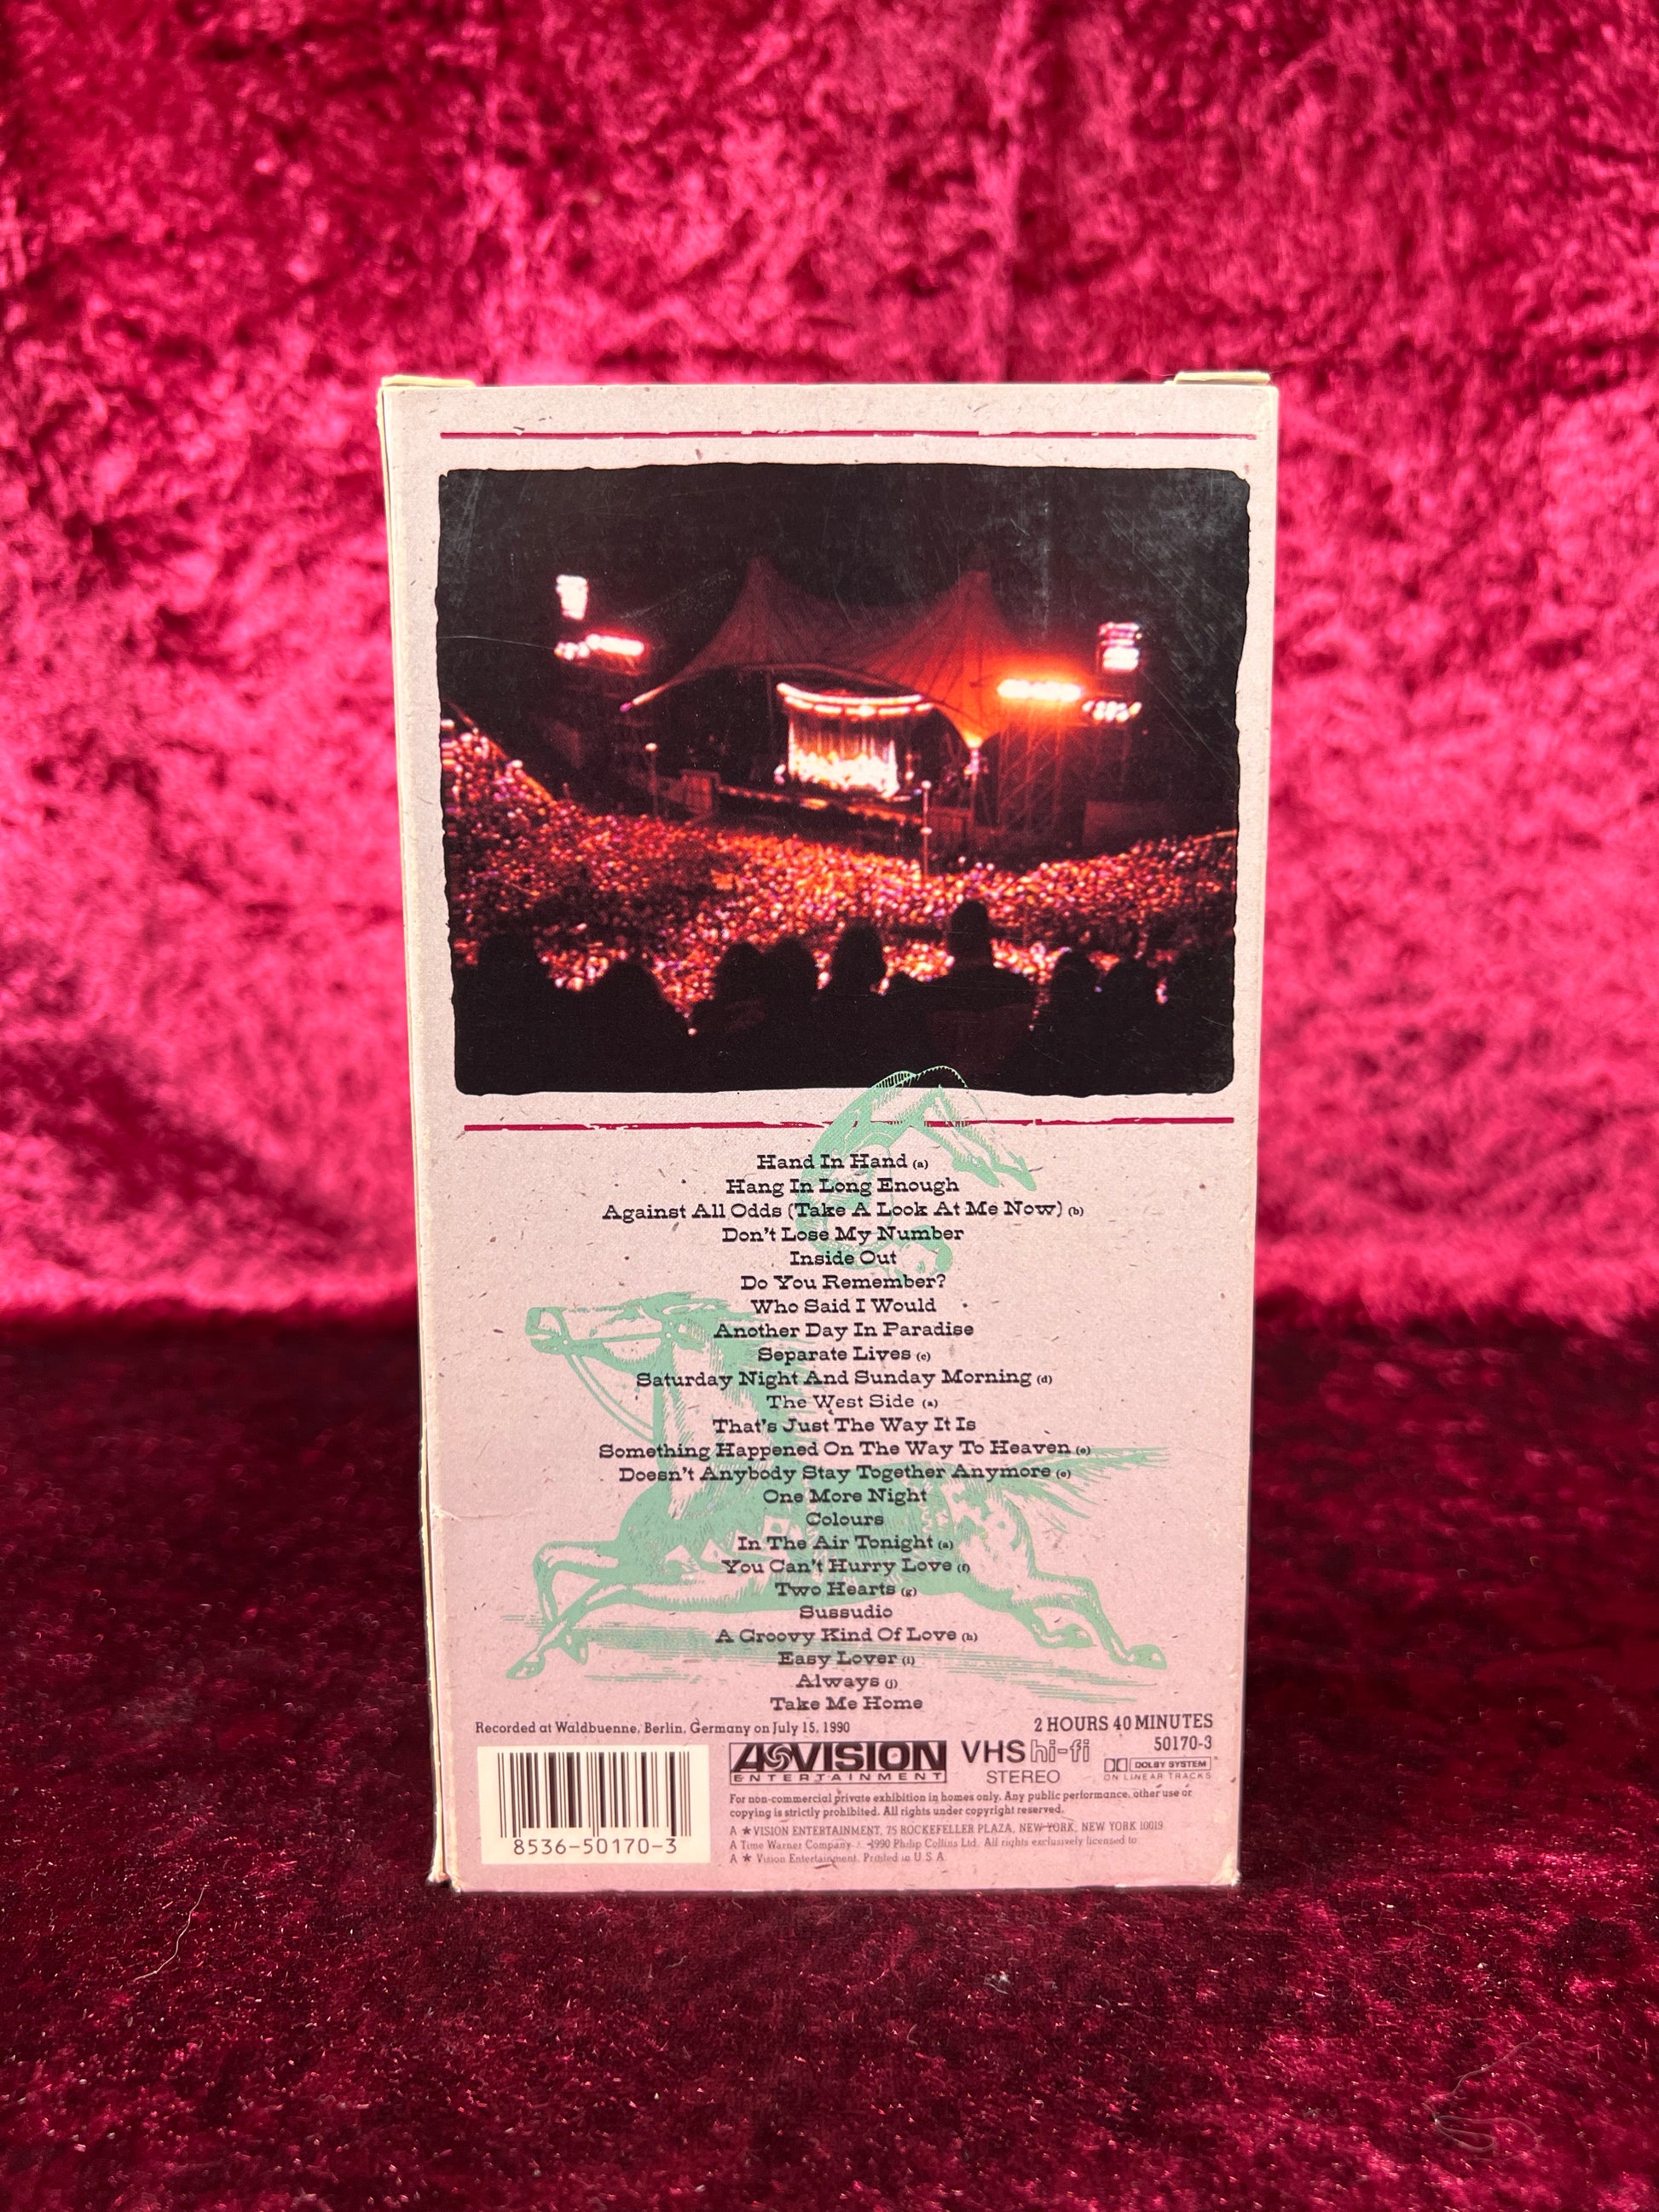 Hand In Hand (a)
Hang In Long Enough
Against All Odds (Take A Look At Me Now) (b)
Don't Lose My Number
Inside Out
Do You Remember?
Who Said I Would
Another Day In Paradise
Separate Lives (c)
Saturday Night And Sunday Morning (d)
The West Side (a)
That's Just The Way It Is
Something Happened On The Way To Heaven (e)
Doesn't Anybody Stay Together Anymore (e)
One More Night
Colours
In The Air Tonight (a)
You Can't Hurry Love (f)
Two Hearts (g)
Sussudio
A Groovy Kind Of Love (h)
Easy Lover (i)
Always (j)
Take Me Home
Recorded at Waldbuenne, Berlin, Germany on July 15, 1990
2 HOURS 40 MINUTES
50170-3
A★VISION
ENTERTAINMENT
VHS hi-fi
STEREO
DOLBY SYSTEM
ON LINEAR TRACKS
8536-50170-3
For non-commercial private exhibition in homes only. Any public performance, other use or
copying is strictly prohibited. All rights under copyright reserved.
A ★ VISION ENTERTAINMENT, 75 ROCKEFELLER PLAZA, NEW YORK, NEW YORK 10019
A Time Warner Company 1990 Philip Collins Ltd. All rights exclusively licensed to
A ★ Vision Entertainment. Printed in U S A